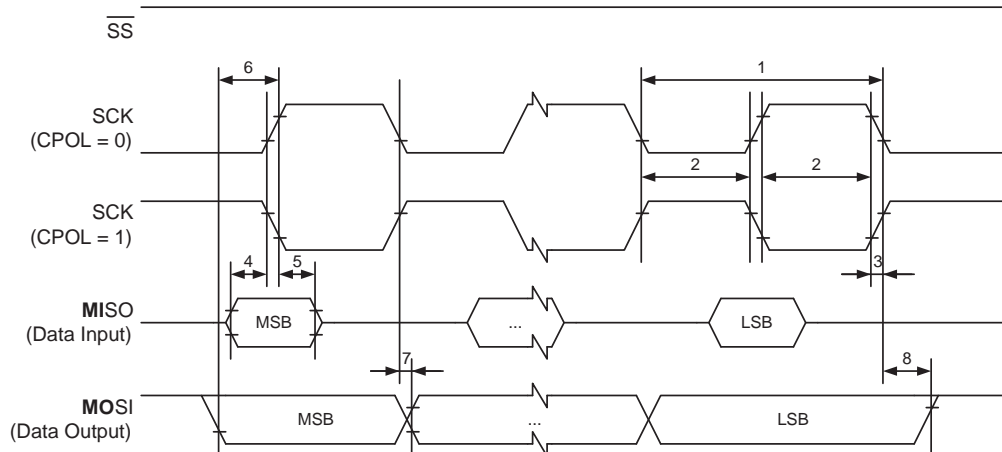 SS
6
1
SCK
(CPOL = 0)
2
2
SCK
(CPOL = 1)
4
5
3
MISO
(Data Input)
MSB
...
LSB
7
8
MOSI
(Data Output)
MSB
...
LSB